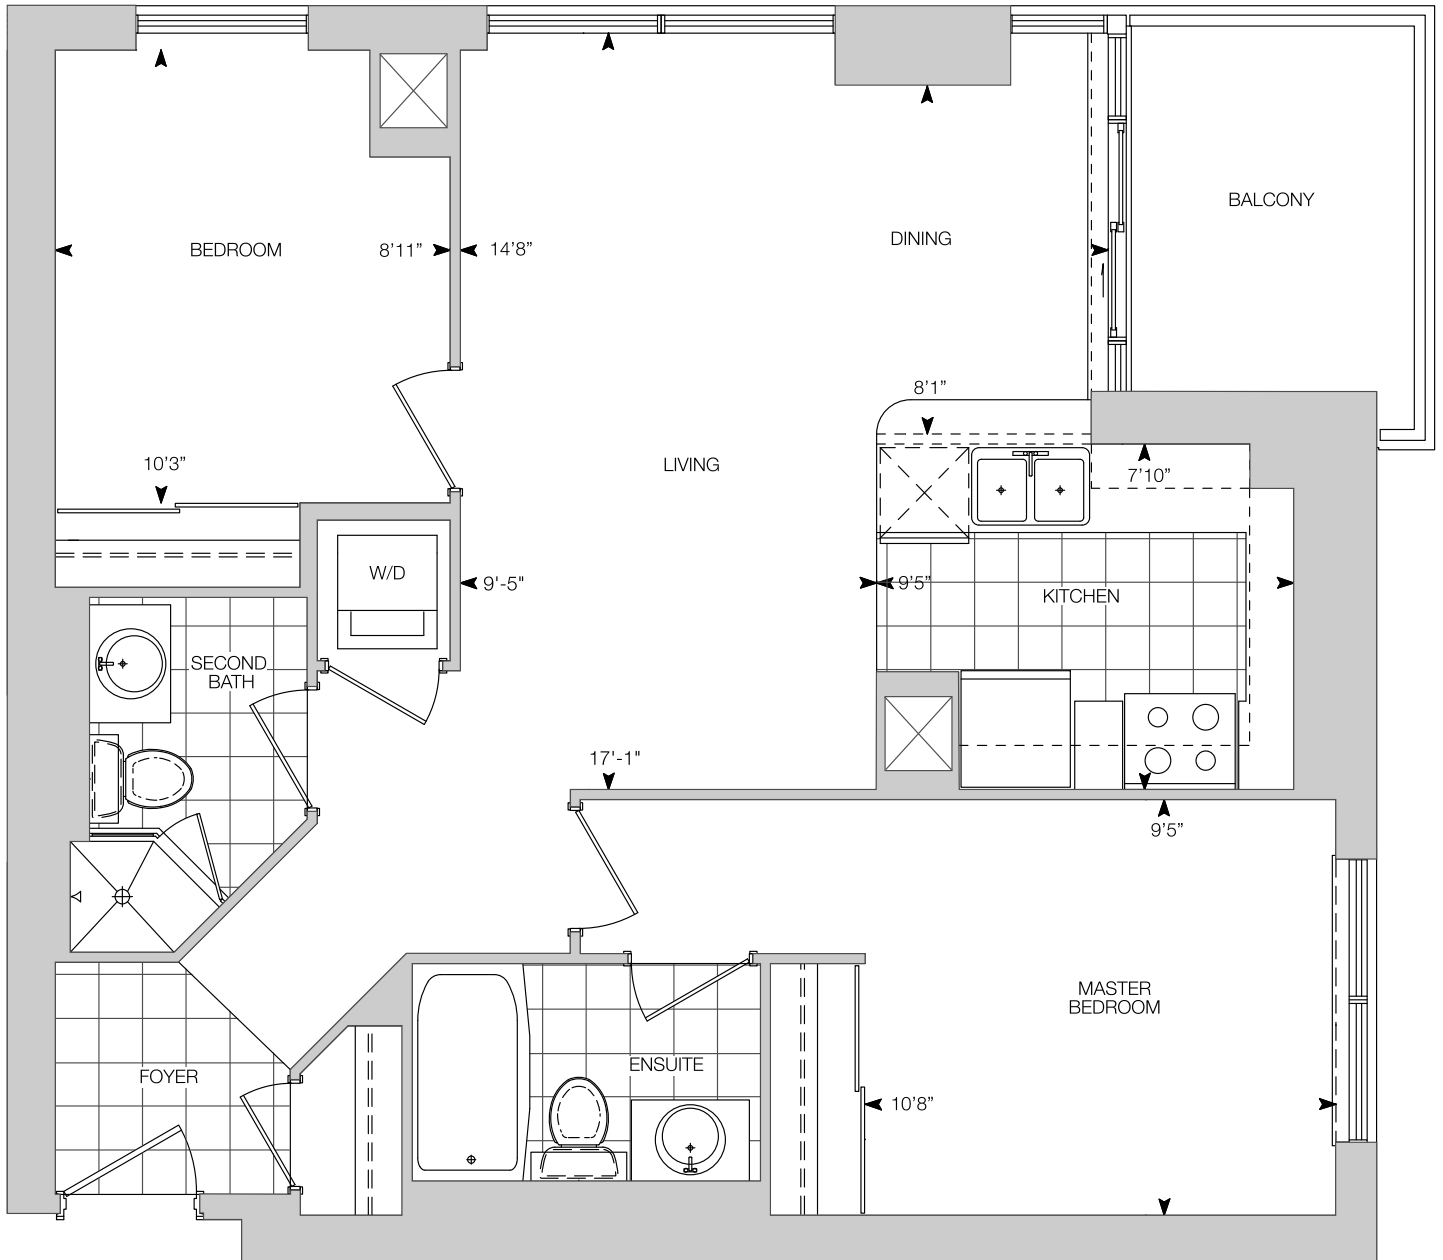 BALCONY
DINING
BEDROOM
8'11”
14'8”
8'1”
10'3”
LIVING
7'10”
W/D
9'-5"
9'5”
KITCHEN
SECOND
BATH
17'-1"
9'5”
MASTER
BEDROOM
FOYER
ENSUITE
10'8”